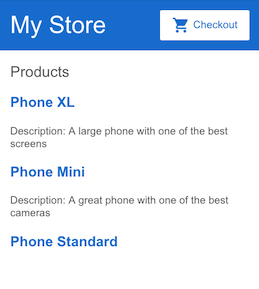 My Store
Checkout
Products
Phone XL
Description: A large phone with one of the best
screens
Phone Mini
Description: A great phone with one of the best
cameras
Phone Standard